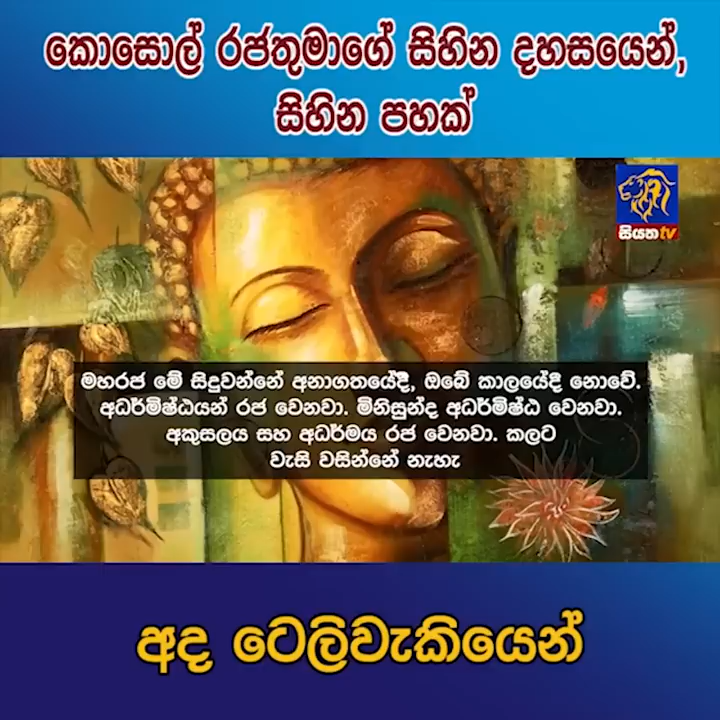 කොසොල් රජතුමාගේ සිහින දහසයෙන්,
සිහින පහක්
සියත tv
මහරජ මේ සිදුවන්නේ අනාගතයේදී, ඔබේ කාලයේදී නොවේ.
අධර්මිෂ්ඨයන් රජ වෙනවා. මිනිසුන්ද අධර්මිෂ්ඨ වෙනවා.
අකුසලය සහ අධර්මය රජ වෙනවා. කලට
වැසි වසින්නේ නැහැ
අද ටෙලිවැකියෙන්